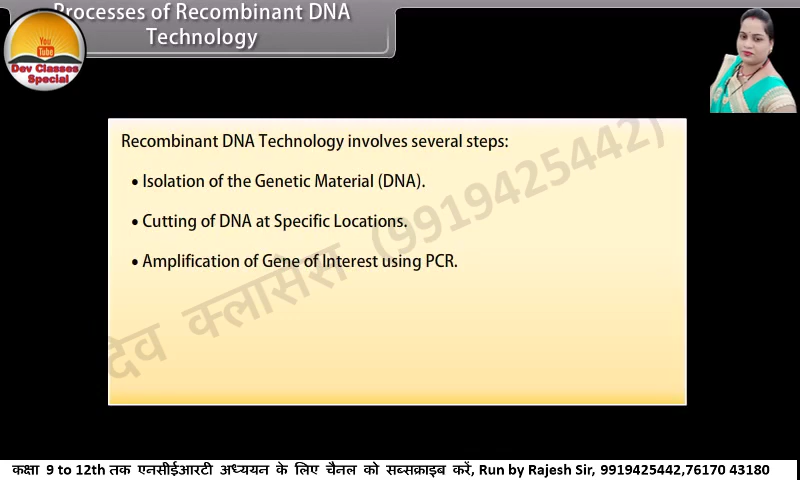 Processes of Recombinant DNA
Technology
You
Tube
Dev Classes
Special
Recombinant DNA Technology involves several steps:
• Isolation of the Genetic Material (DNA).
• Cutting of DNA at Specific Locations.
• Amplification of Gene of Interest using PCR.
देव क्लासेस (9919425442)
कक्षा 9 to 12th तक एनसीईआरटी अध्ययन के लिए चैनल को सब्सक्राइब करें, Run by Rajesh Sir, 9919425442,76170 43180